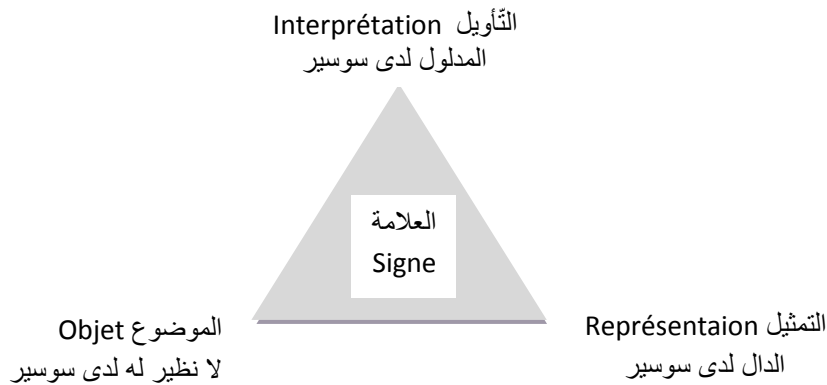 التّأويل Interprétation
المدلول لدى سوسير
العلامة
Signe
التمثيل Représentaion
الدال لدى سوسير
الموضوع Objet
لا نظير له لدى سوسير